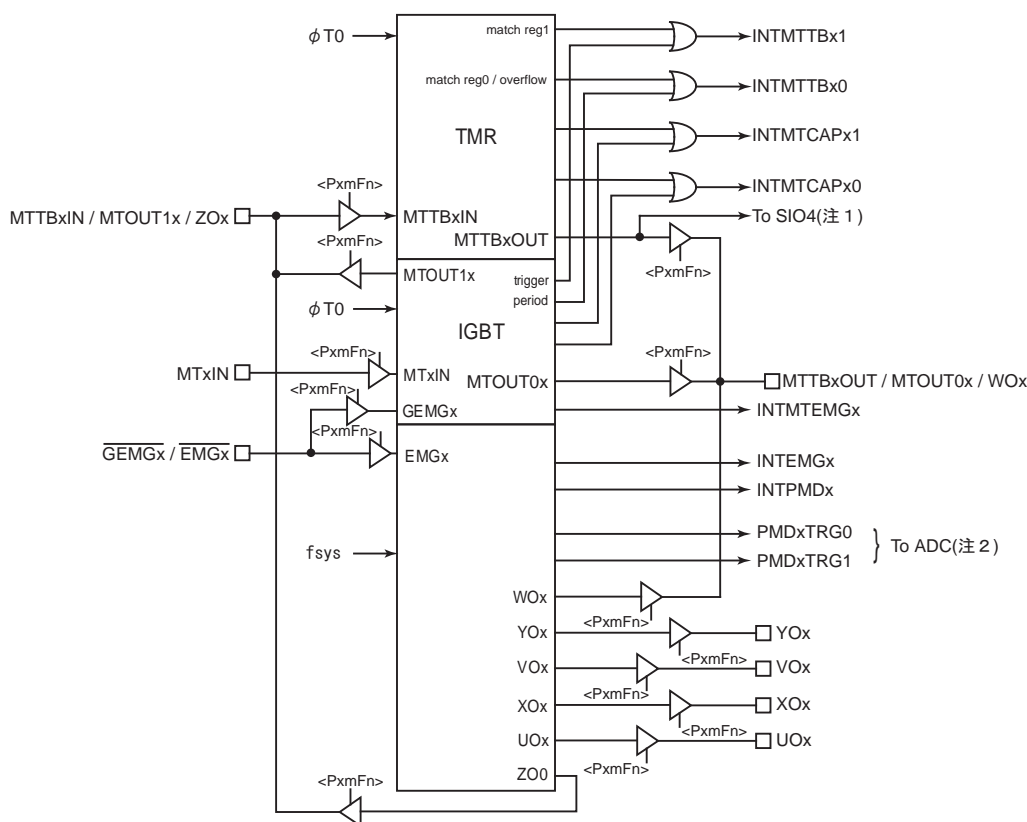 φT0
match reg1
INTMTTBx1
match reg0 / overflow
INTMTTBx0
TMR
INTMTCAPx1
<PxmFn>
INTMTCAPx0
MTTBxIN / MTOUT1x / ZOx
MTTBxIN
To SIO4(注1)
MTTBxOUT
<PxmFn>
<PxmFn>
MTOUT1x
trigger
φT0
period
IGBT
<PxmFn>
<PxmFn>
MTxIN
MTxIN
MTOUT0x
MTTBxOUT / MTOUT0x / WOx
<PxmFn>
GEMGx
INTMTEMGx
<PxmFn>
GEMGx / EMGx
EMGx
INTEMGx
INTPMDx
PMDxTRG0
To ADC(注2)
fsys
PMDxTRG1
WOx
<PxmFn>
YOx
YOx
<PxmFn>
VOx
VOx
<PxmFn>
XOx
XOx
<PxmFn>
UOx
UOx
<PxmFn>
ZO0
<PxmFn>